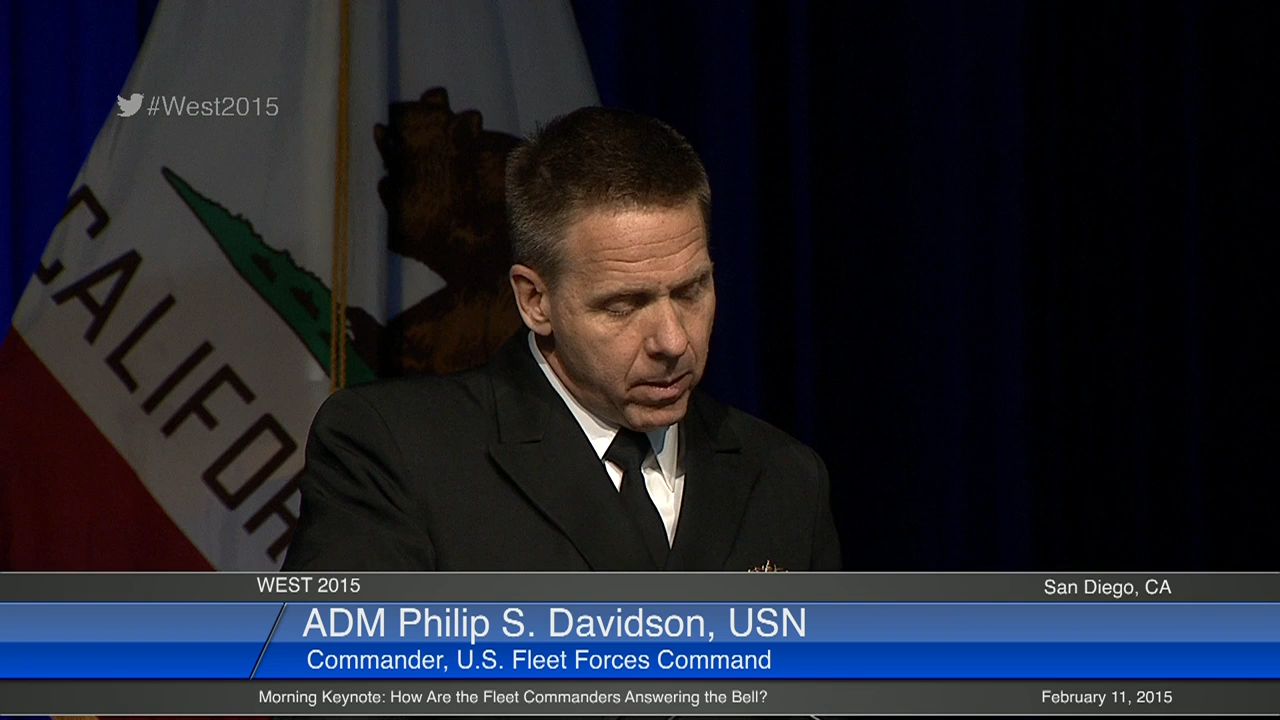 #West2015
CALIFOR
WEST 2015
San Diego, CA
ADM Philip S. Davidson, USN
Commander, U.S. Fleet Forces Command
Morning Keynote: How Are the Fleet Commanders Answering the Bell?
February 11, 2015